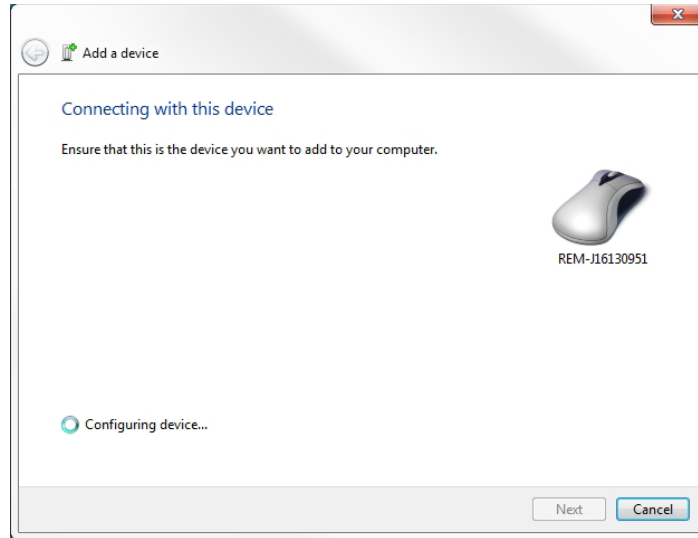 Add a device
Connecting with this device
Ensure that this is the device you want to add to your computer.
REM-J16130951
Configuring device...
Next
Cancel